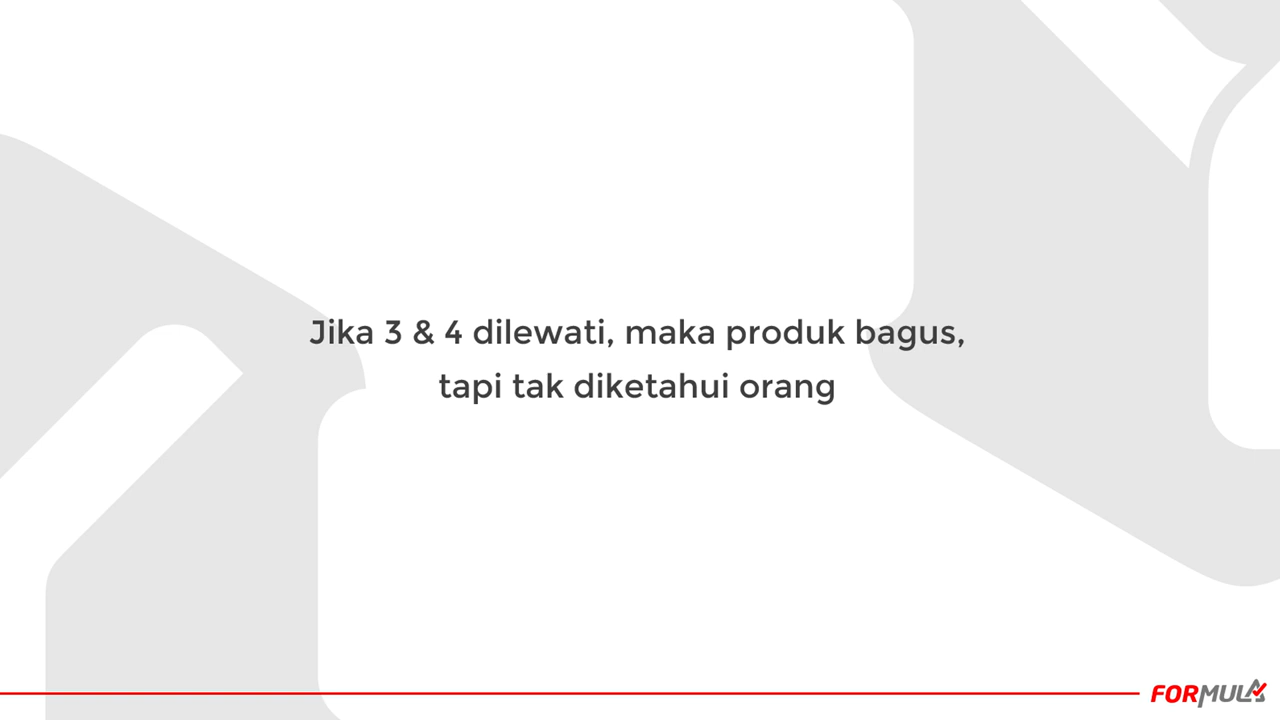 Jika 3 & 4 dilewati, maka produk bagus,
tapi tak diketahui orang
FORMULA